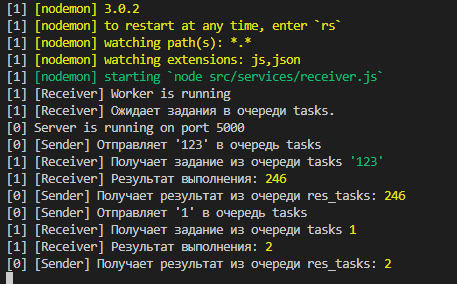 [1] [nodemon] 3.0.2
[1] [nodemon] to restart at any time, enter `rs`
[1] [nodemon] watching path(s): *.*
[1] [nodemon] watching extensions: js,json
[1] [nodemon] starting `node src/services/receiver.js`
[1] [Receiver] Worker is running
[1] [Receiver] Ожидает задания в очереди tasks.
[0] Server is running on port 5000
[0] [Sender] Отправляет '123' в очередь tasks
[1] [Receiver] Получает задание из очереди tasks '123'
[1] [Receiver] Результат выполнения: 246
[0] [Sender] Получает результат из очереди res_tasks: 246
[0] [Sender] Отправляет '1' в очередь tasks
[1] [Receiver] Получает задание из очереди tasks 1
[1] [Receiver] Результат выполнения: 2
[0] [Sender] Получает результат из очереди res_tasks: 2